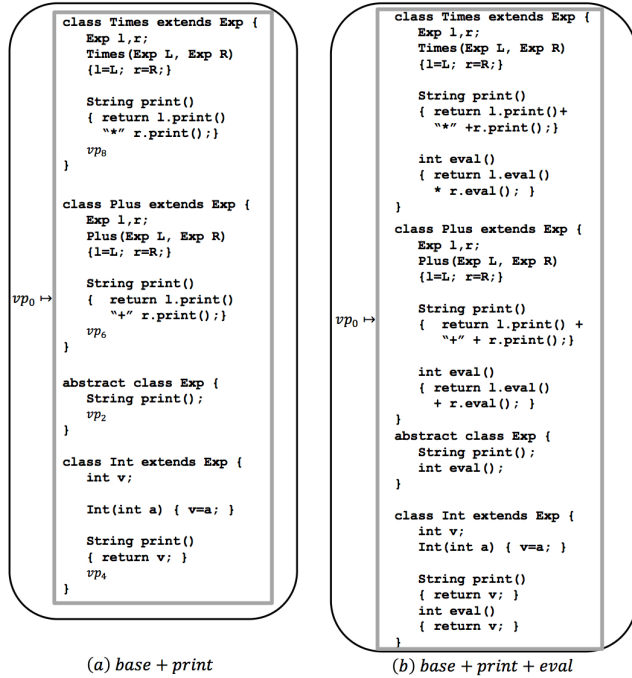 class Times extends Exp {
Exp l,r;
Times(Exp L, Exp R)
{l=L; r=R;}
String print()
{ return l.print()
“*” r.print();}
vp₈
}
class Plus extends Exp {
Exp l,r;
Plus(Exp L, Exp R)
{l=L; r=R;}
String print()
vp₀ ↦
{ return l.print()
“+” r.print();}
vp₆
}
abstract class Exp {
String print();
vp₂
}
class Int extends Exp {
int v;
Int(int a) { v=a; }
String print()
{ return v; }
vp₄
}
(a) base + print
class Times extends Exp {
Exp l,r;
Times(Exp L, Exp R)
{l=L; r=R;}
String print()
{ return l.print()+
“*” +r.print();}
int eval()
{ return l.eval()
* r.eval(); }
}
class Plus extends Exp {
Exp l,r;
Plus(Exp L, Exp R)
{l=L; r=R;}
String print()
vp₀ ↦
{ return l.print() +
“+” + r.print();}
int eval()
{ return l.eval()
+ r.eval(); }
}
abstract class Exp {
String print();
int eval();
}
class Int extends Exp {
int v;
Int(int a) { v=a; }
String print()
{ return v; }
int eval()
{ return v; }
}
(b) base + print + eval